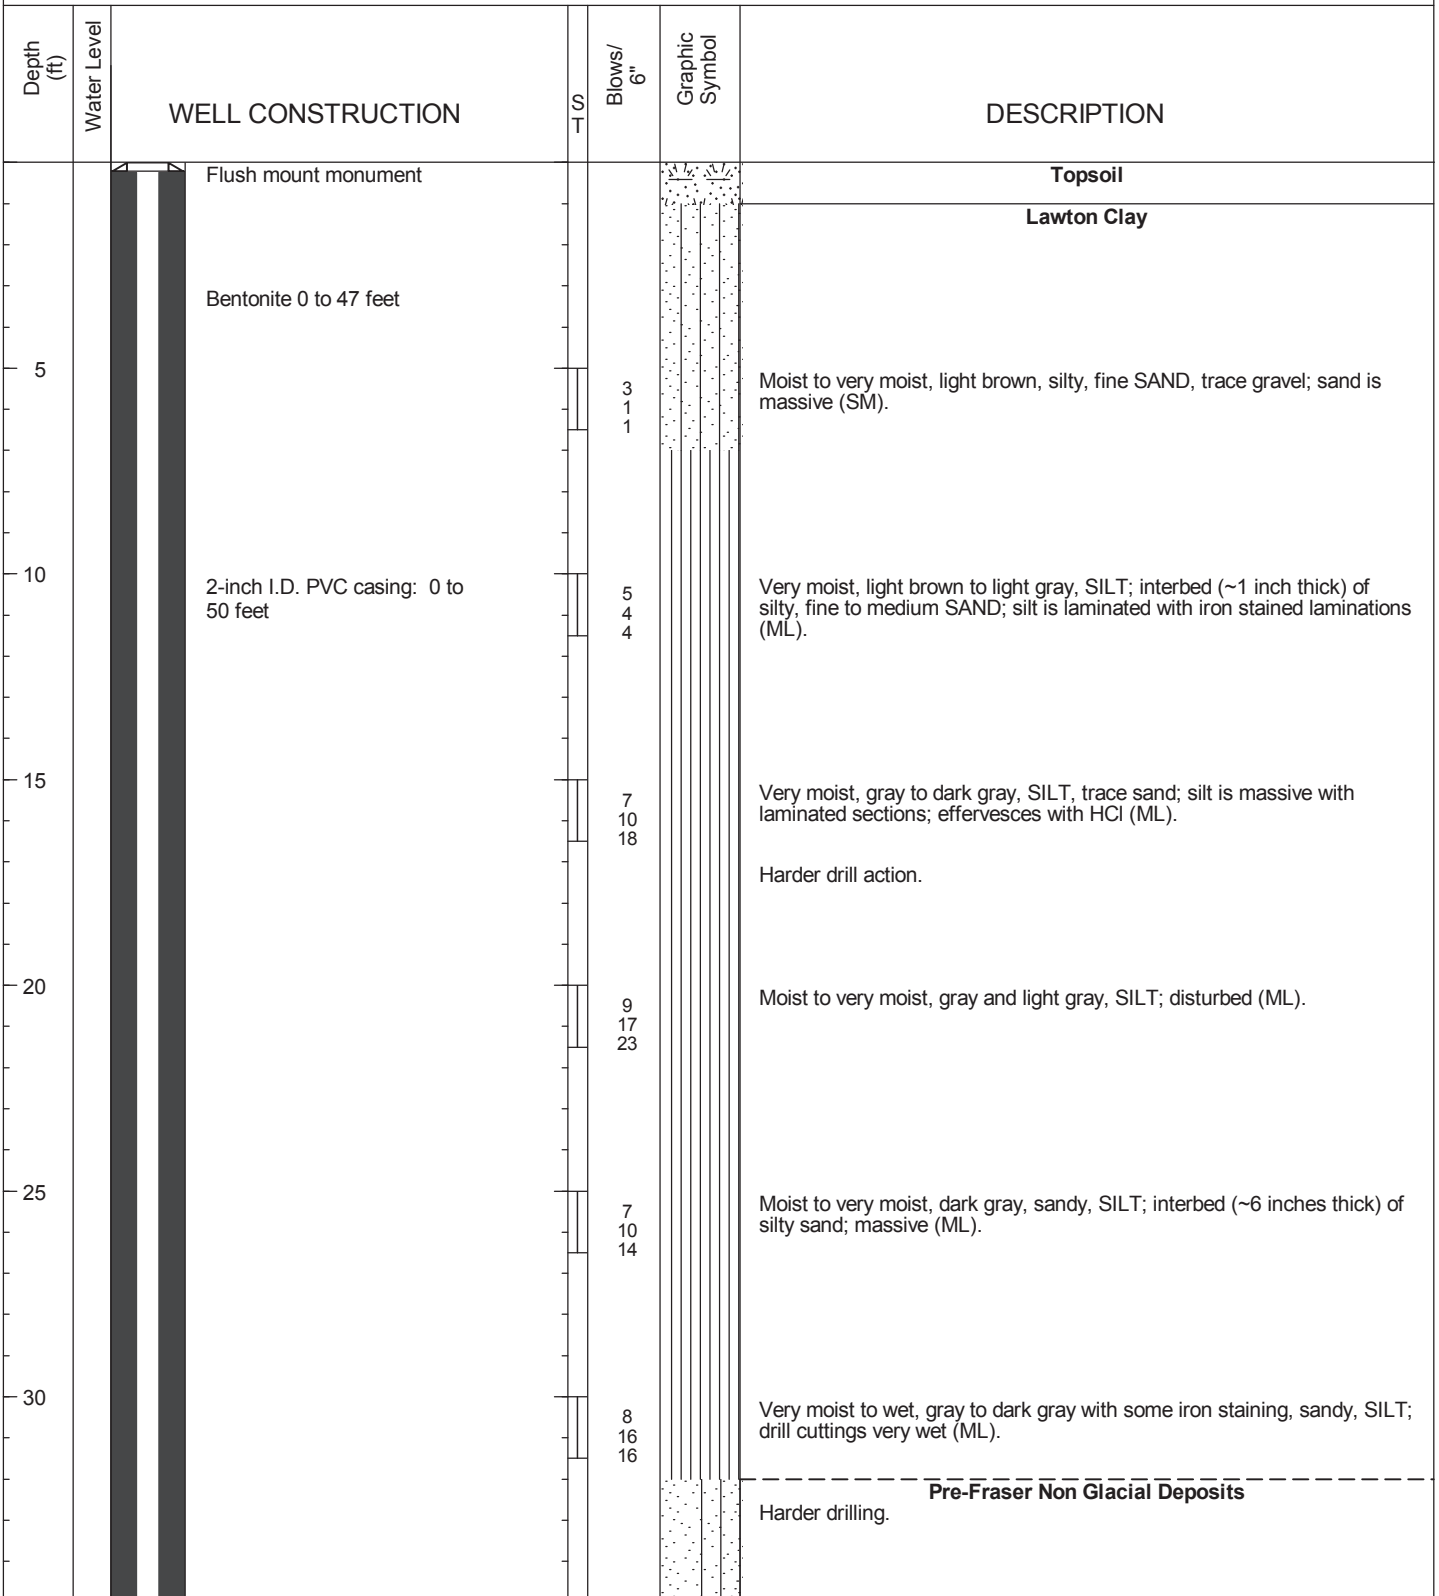 Depth
(ft)
Water Level
WELL CONSTRUCTION
S
T
Blows/
6"
Graphic
Symbol
DESCRIPTION
Flush mount monument
Topsoil
Lawton Clay
Bentonite 0 to 47 feet
5
3
1
1
Moist to very moist, light brown, silty, fine SAND, trace gravel; sand is
massive (SM).
10
2-inch I.D. PVC casing: 0 to
50 feet
5
4
4
Very moist, light brown to light gray, SILT; interbed (~1 inch thick) of
silty, fine to medium SAND; silt is laminated with iron stained laminations
(ML).
15
7
10
18
Very moist, gray to dark gray, SILT, trace sand; silt is massive with
laminated sections; effervesces with HCl (ML).
Harder drill action.
20
9
17
23
Moist to very moist, gray and light gray, SILT; disturbed (ML).
25
7
10
14
Moist to very moist, dark gray, sandy, SILT; interbed (~6 inches thick) of
silty sand; massive (ML).
30
8
16
16
Very moist to wet, gray to dark gray with some iron staining, sandy, SILT;
drill cuttings very wet (ML).
Pre-Fraser Non Glacial Deposits
Harder drilling.